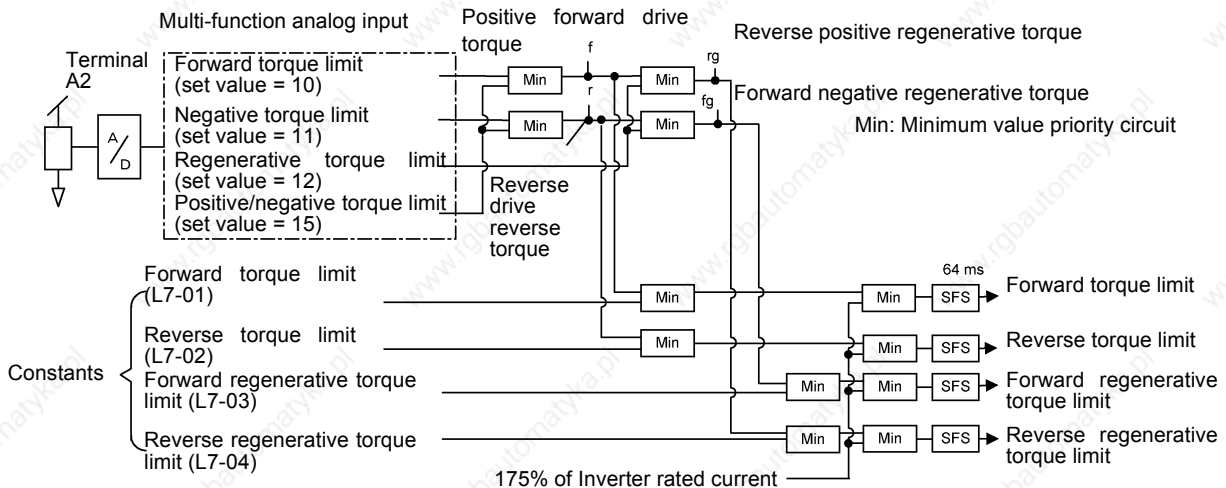 Multi-function analog input
Positive forward drive
torque
Reverse positive regenerative torque
Terminal
A2
Forward torque limit
(set value = 10)
Negative torque limit
(set value = 11)
Regenerative torque limit
(set value = 12)
Positive/negative torque limit
(set value = 15)
A/D
Min
f
Min
rg
Min
r
Min
fg
Forward negative regenerative torque
Min: Minimum value priority circuit
Reverse
drive
reverse
torque
Constants
Forward torque limit
(L7-01)
Reverse torque limit
(L7-02)
Forward regenerative torque
limit (L7-03)
Reverse regenerative torque
limit (L7-04)
64 ms
Min
Min
SFS
Forward torque limit
Min
Min
SFS
Reverse torque limit
Min
Min
SFS
Forward regenerative
torque limit
Min
Min
SFS
Reverse regenerative
torque limit
175% of Inverter rated current
www.rgbautomatyka.pl